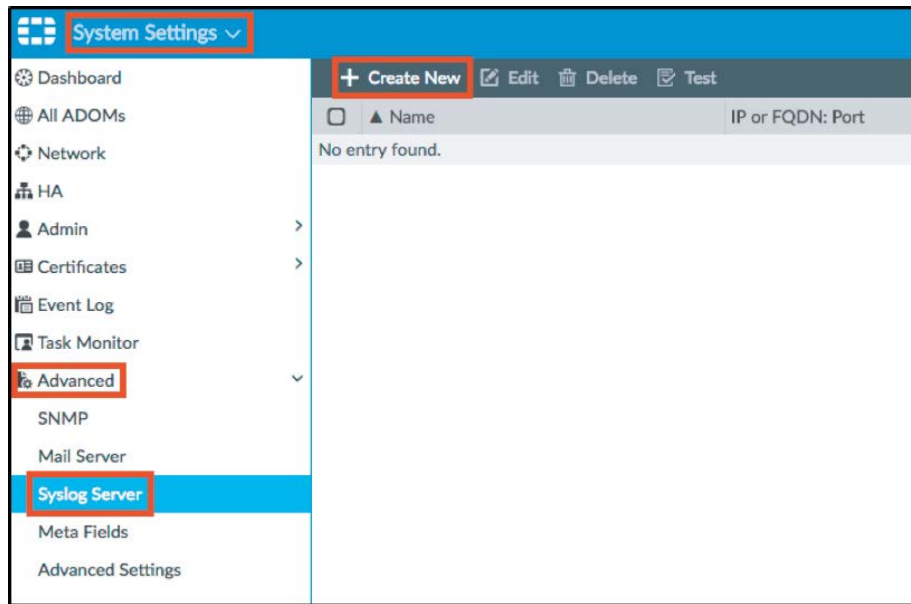 System Settings
Dashboard
All ADOMs
Network
HA
Admin
Certificates
Event Log
Task Monitor
Advanced
SNMP
Mail Server
Syslog Server
Meta Fields
Advanced Settings
+ Create New Edit Delete Test
▲ Name IP or FQDN: Port
No entry found.